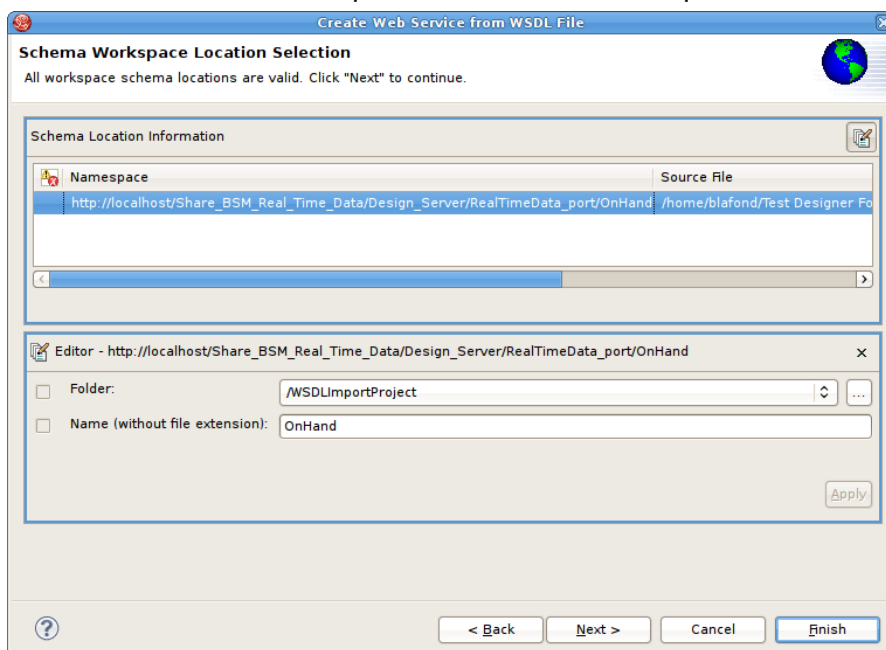 Create Web Service from WSDL File
Schema Workspace Location Selection
All workspace schema locations are valid. Click "Next" to continue.
Schema Location Information
Namespace Source File
http://localhost/Share_BSM_Real_Time_Data/Design_Server/RealTimeData_port/OnHand /home/blafond/Test Designer Fo
Editor - http://localhost/Share_BSM_Real_Time_Data/Design_Server/RealTimeData_port/OnHand x
Folder: /WSDLImportProject ...
Name (without file extension): OnHand
Apply
? < Back Next > Cancel Finish